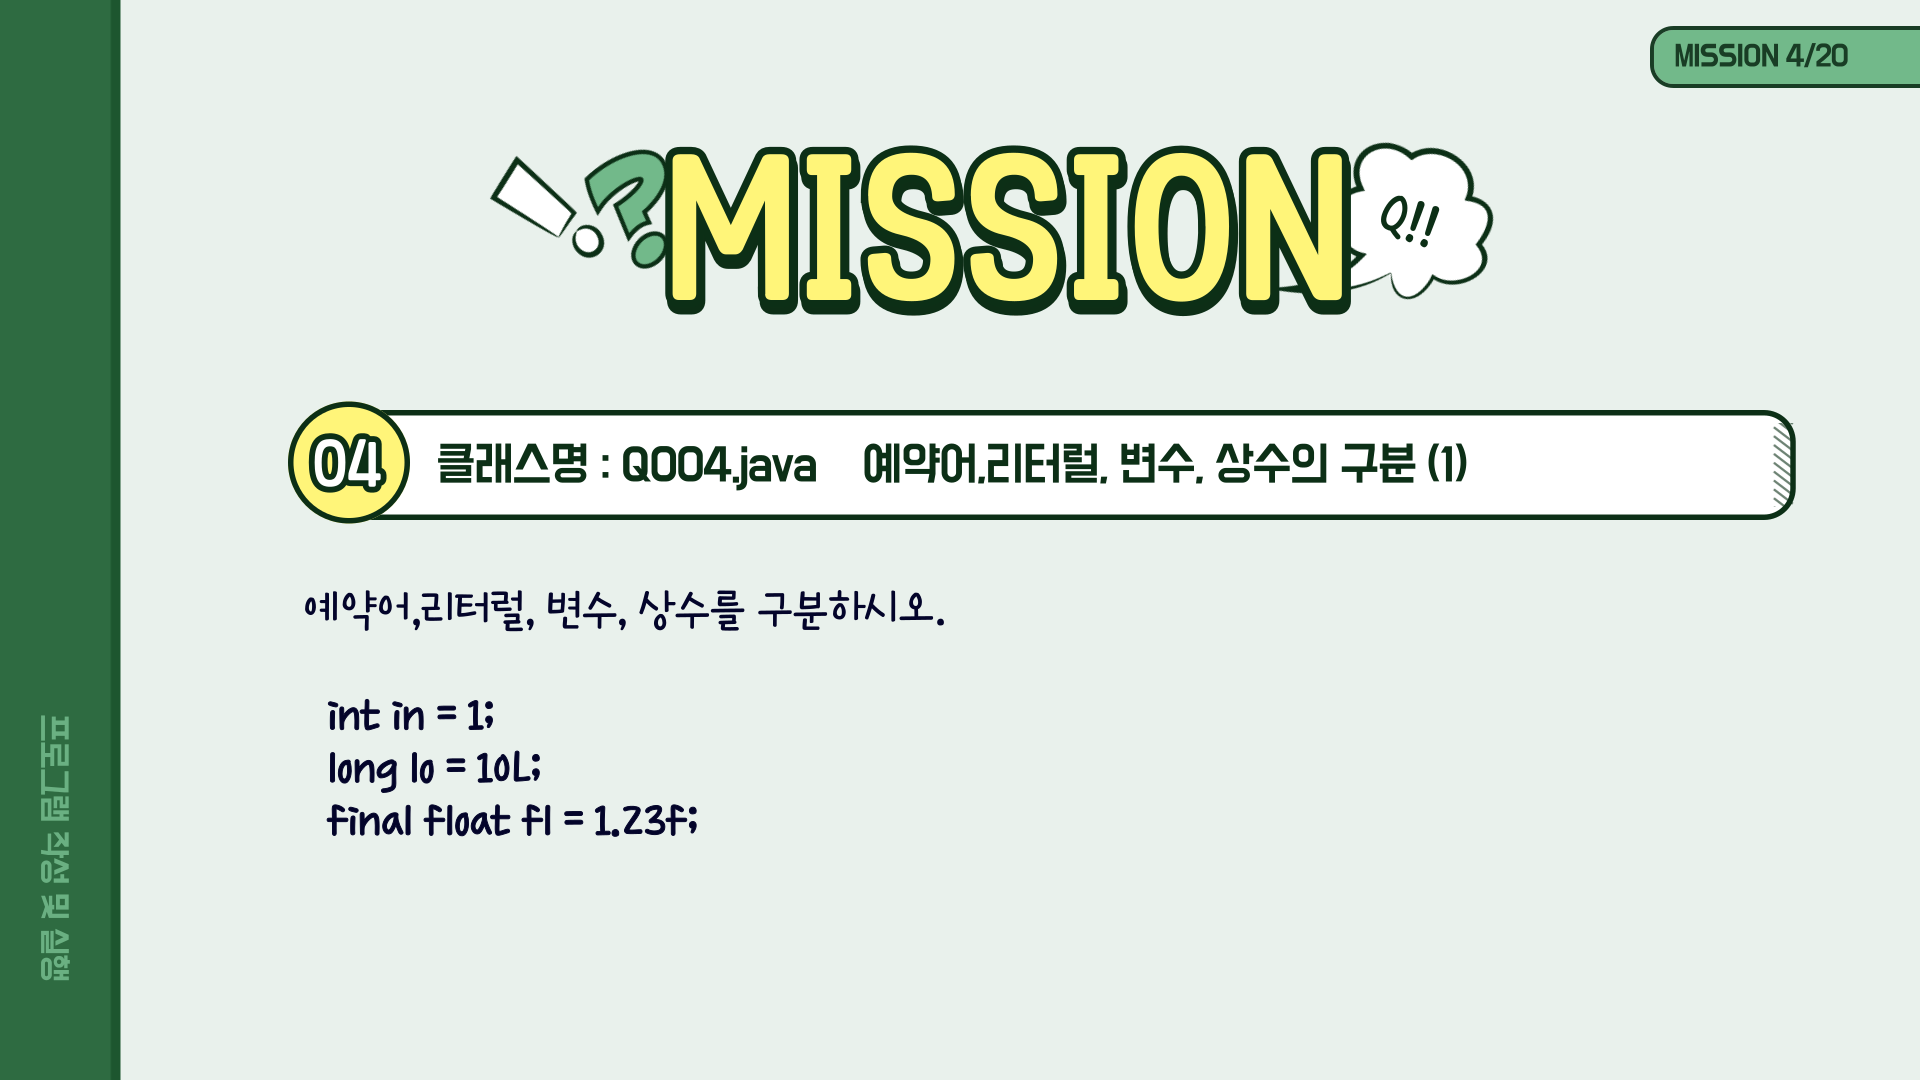 MISSION 4/20
!?MISSION Q!!
04 클래스명 : Q004.java 예약어,리터럴, 변수, 상수의 구분 (1)
예약어,리터럴, 변수, 상수를 구분하시오.
int in = 1;
long lo = 10L;
final float fl = 1.23f;
프로그램 작성 및 실행